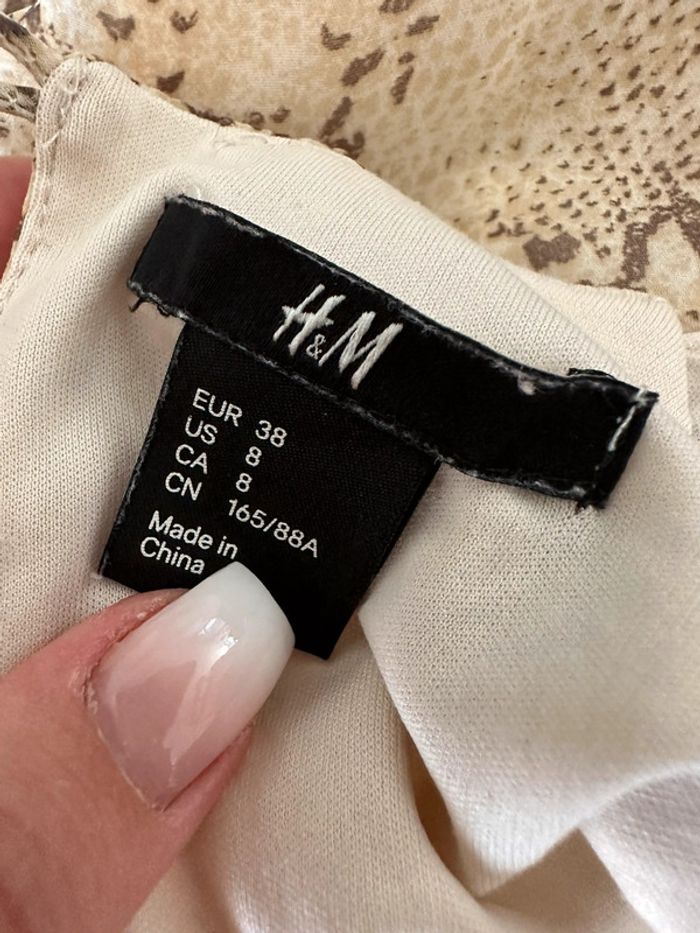 H&M
EUR 38
US 8
CA 8
CN 165/88A
Made in
China